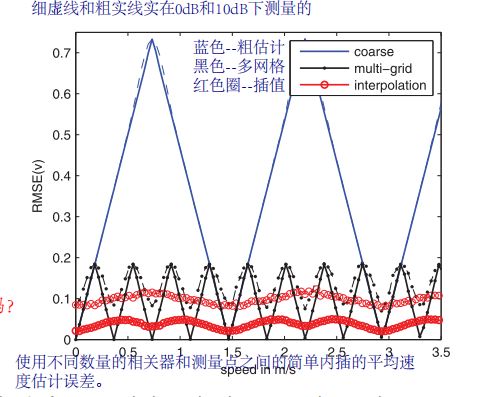 细虚线和粗实线实在0dB和10dB下测量的
0.7
0.6
0.5
0.4
0.3
0.2
0.1
0
RMSE(v)
蓝色--粗估计
黑色--多网格
红色圈--插值
coarse
multi-grid
interpolation
?
0 0.5 1 1.5 2 2.5 3 3.5
speed in m/s
使用不同数量的相关器和测量点之间的简单内插的平均速
度估计误差。